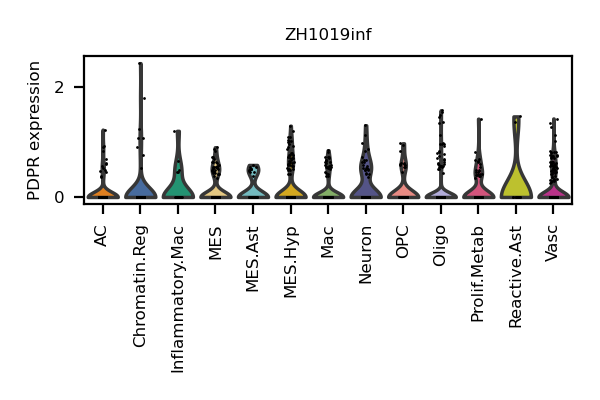 ZH1019inf
PDPR expression
2
0
AC
Chromatin.Reg
Inflammatory.Mac
MES
MES.Ast
MES.Hyp
Mac
Neuron
OPC
Oligo
Prolif.Metab
Reactive.Ast
Vasc